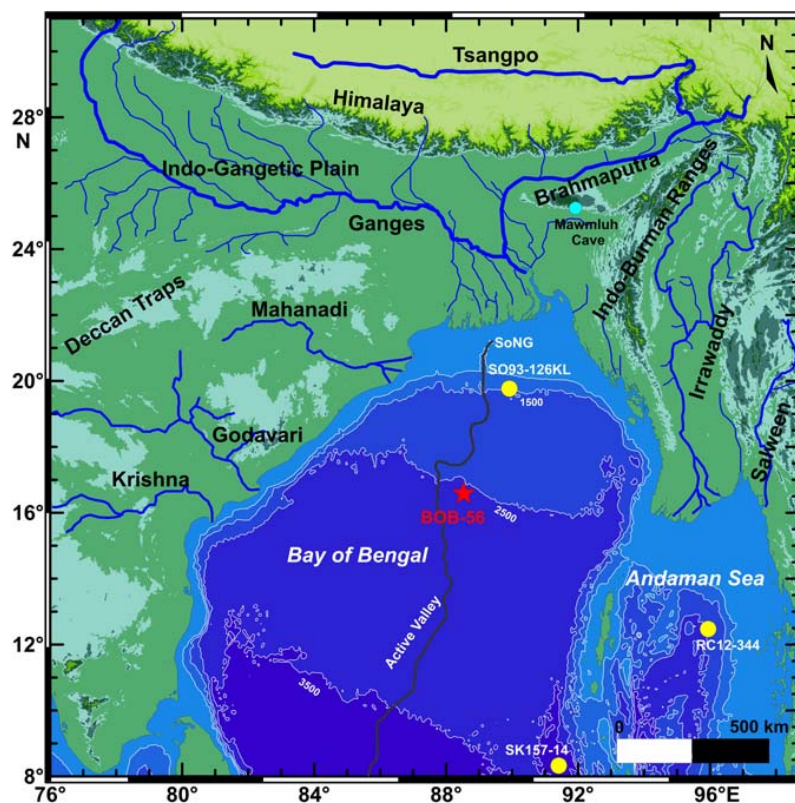 Tsangpo
N
Himalaya
28°
N
Indo-Gangetic Plain
Brahmaputra
Indo-Burman Ranges
Ganges
Mawmluh
Cave
24°
Deccan Traps
Mahanadi
SoNG
Irrawaddy
SO93-126KL
20°
1500
Godavari
Salween
Krishna
16°
BOB-56
2500
Bay of Bengal
Andaman Sea
Active Valley
12°
RC12-344
3500
0
500 km
SK157-14
8°
76°
80°
84°
88°
92°
96°E